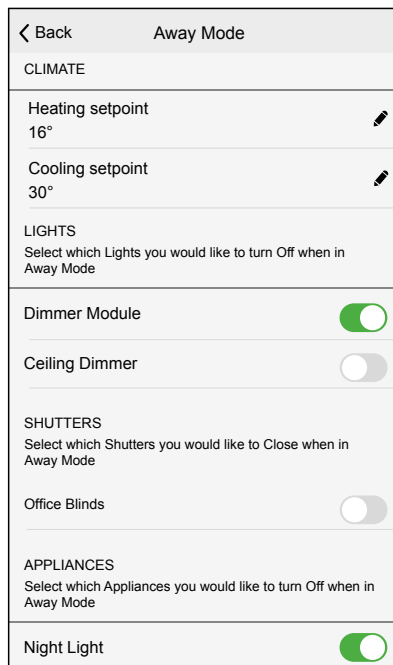 Back
Away Mode
CLIMATE
Heating setpoint
16°
Cooling setpoint
30°
LIGHTS
Select which Lights you would like to turn Off when in
Away Mode
Dimmer Module
Ceiling Dimmer
SHUTTERS
Select which Shutters you would like to Close when in
Away Mode
Office Blinds
APPLIANCES
Select which Appliances you would like to turn Off when in
Away Mode
Night Light